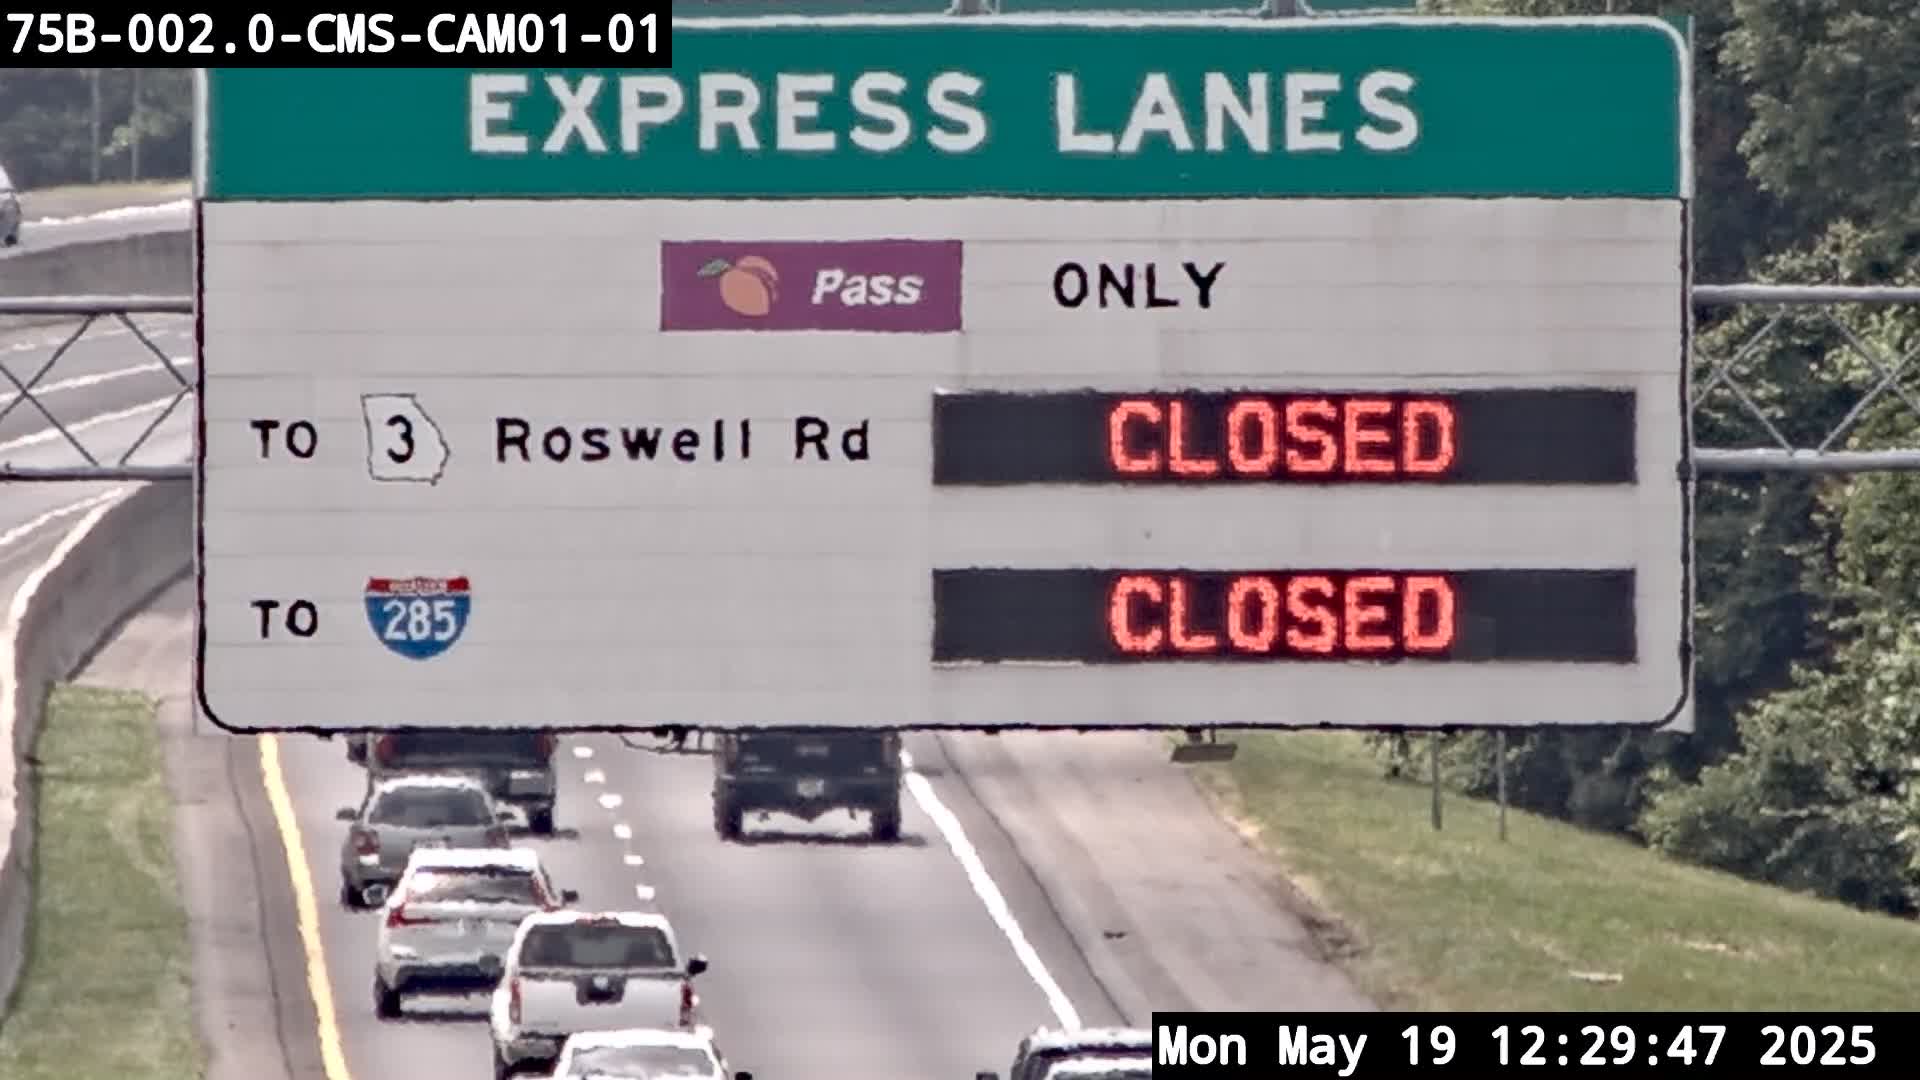 75B-002.0-CMS-CAM01-01
EXPRESS LANES
Pass ONLY
TO 3 Roswell Rd CLOSED
TO 285 CLOSED
Mon May 19 12:29:47 2025